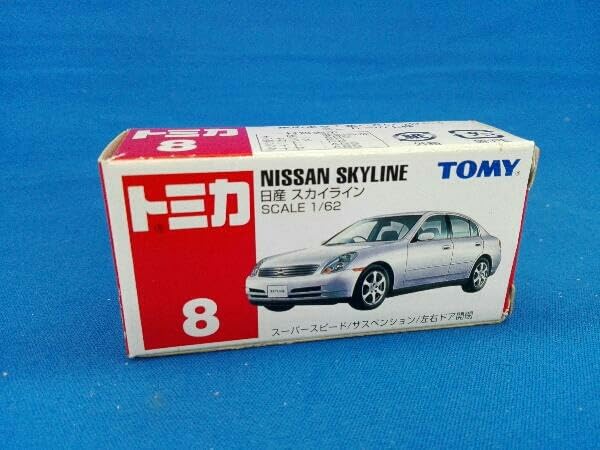 トミカ
8
トミカ
8
NISSAN SKYLINE
日産 スカイライン
SCALE 1/62
TOMY
スーパースピード/サスペンション/左右ドア開閉